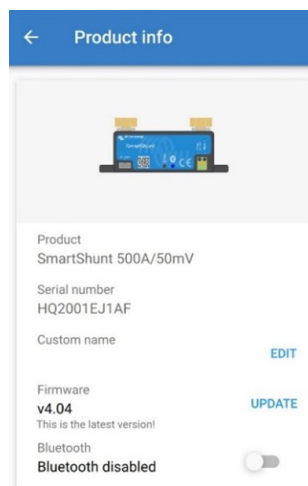 Product info
SmartShunt
Product
SmartShunt 500A/50mV
Serial number
HQ2001EJ1AF
Custom name
EDIT
Firmware
v4.04
UPDATE
This is the latest version!
Bluetooth
Bluetooth disabled